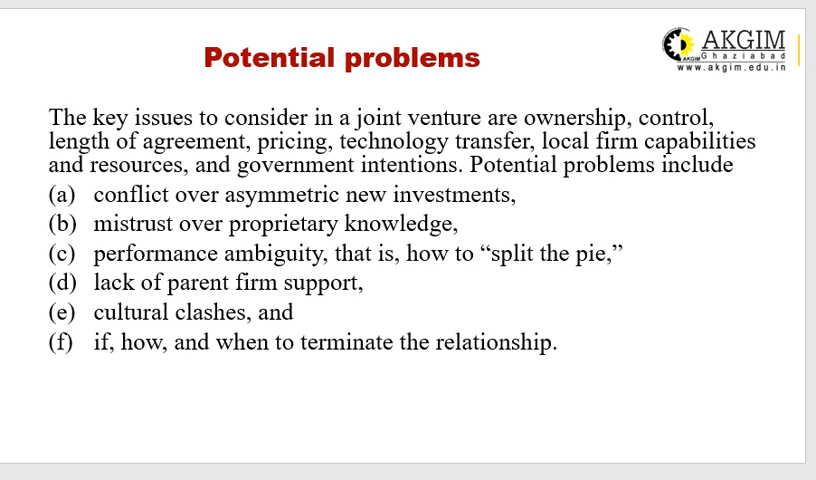 Potential problems
AKGIM
AKGIM
Ghaziabad
www.akgim.edu.in
The key issues to consider in a joint venture are ownership, control,
length of agreement, pricing, technology transfer, local firm capabilities
and resources, and government intentions. Potential problems include
(a) conflict over asymmetric new investments,
(b) mistrust over proprietary knowledge,
(c) performance ambiguity, that is, how to “split the pie,”
(d) lack of parent firm support,
(e) cultural clashes, and
(f) if, how, and when to terminate the relationship.